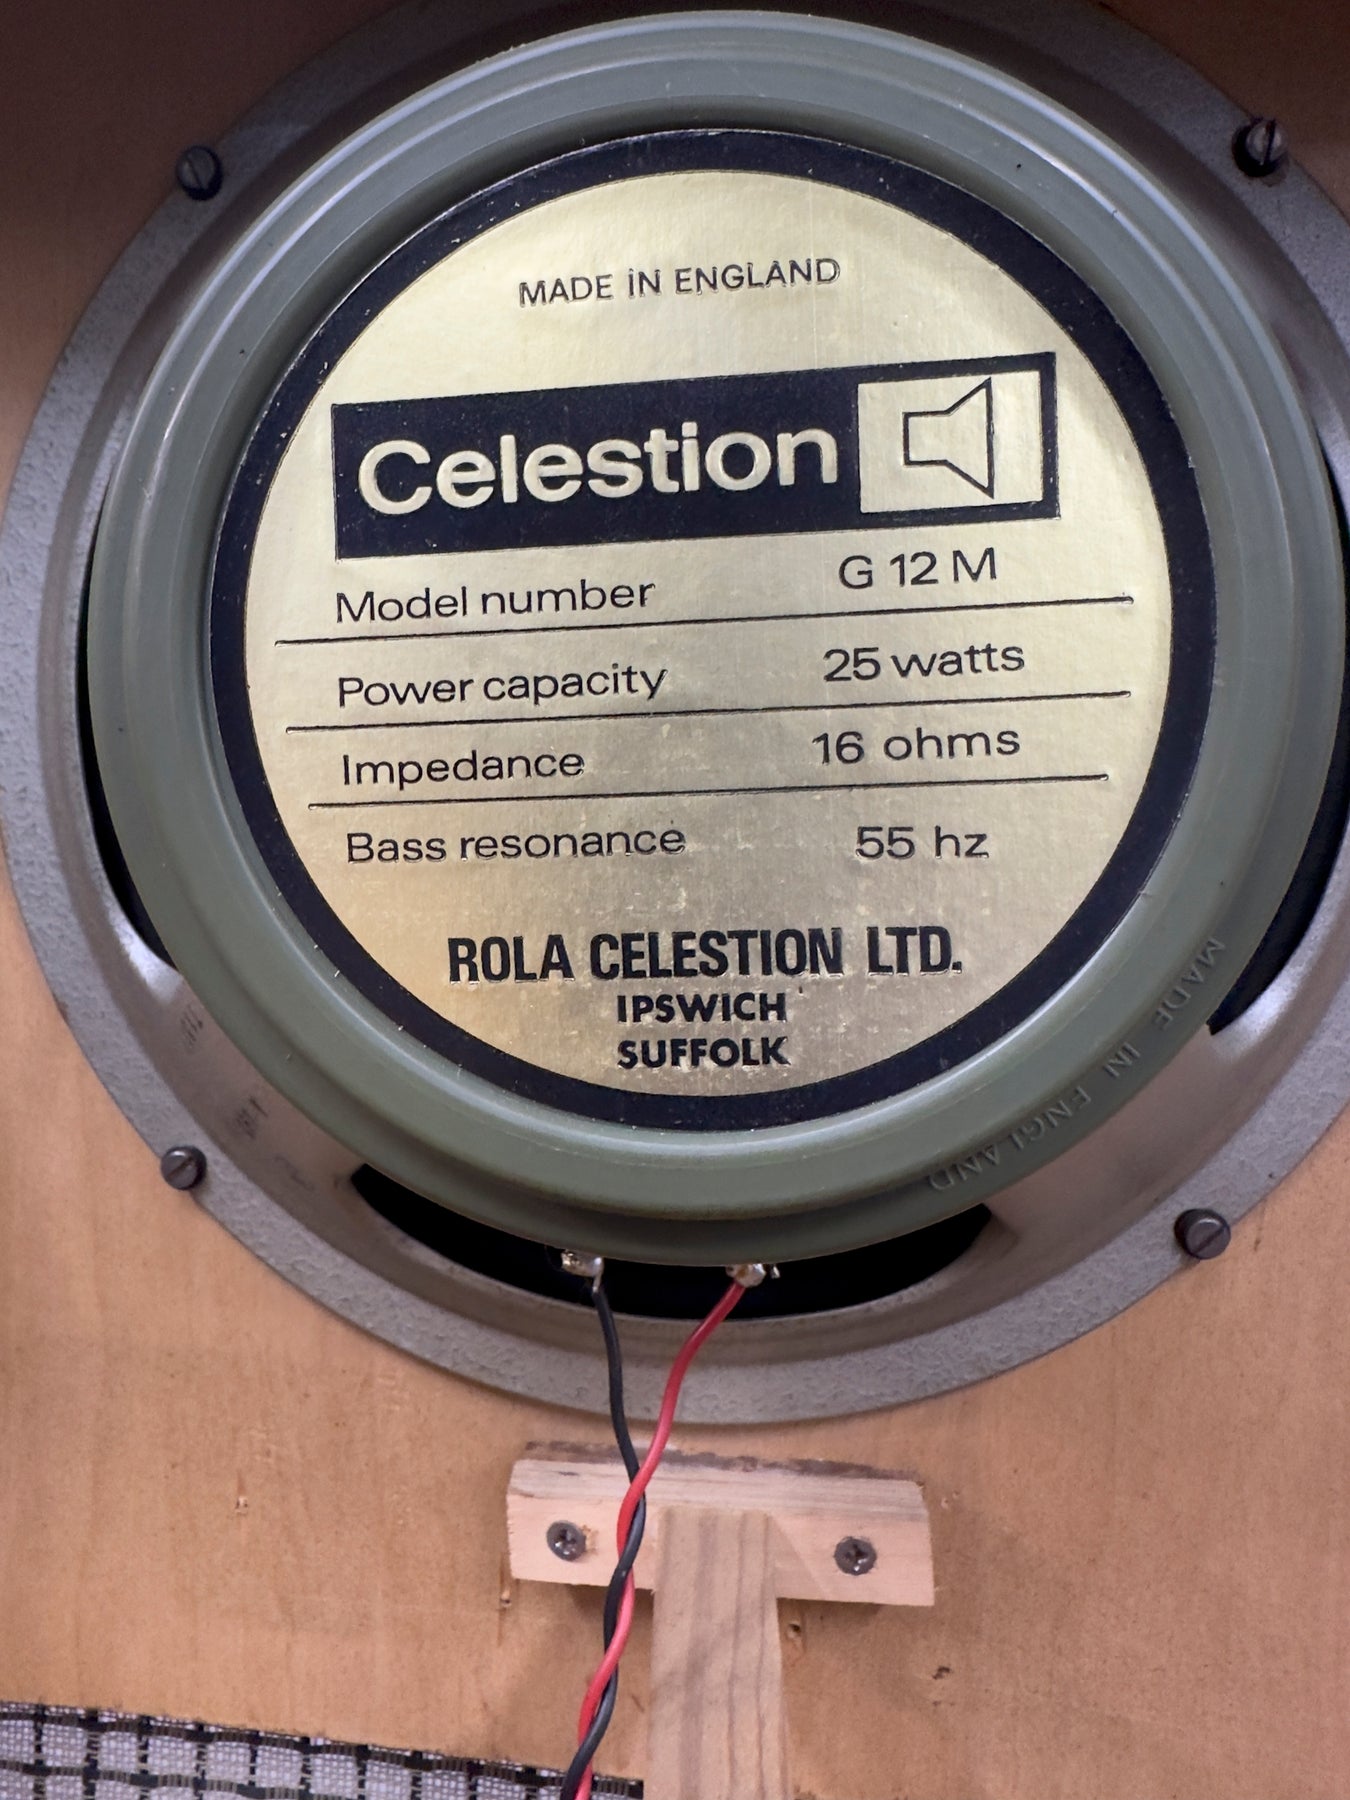 MADE IN ENGLAND
Celestion
Model number G 12 M
Power capacity 25 watts
Impedance 16 ohms
Bass resonance 55 hz
ROLA CELESTION LTD.
IPSWICH
SUFFOLK
MADE IN ENGLAND